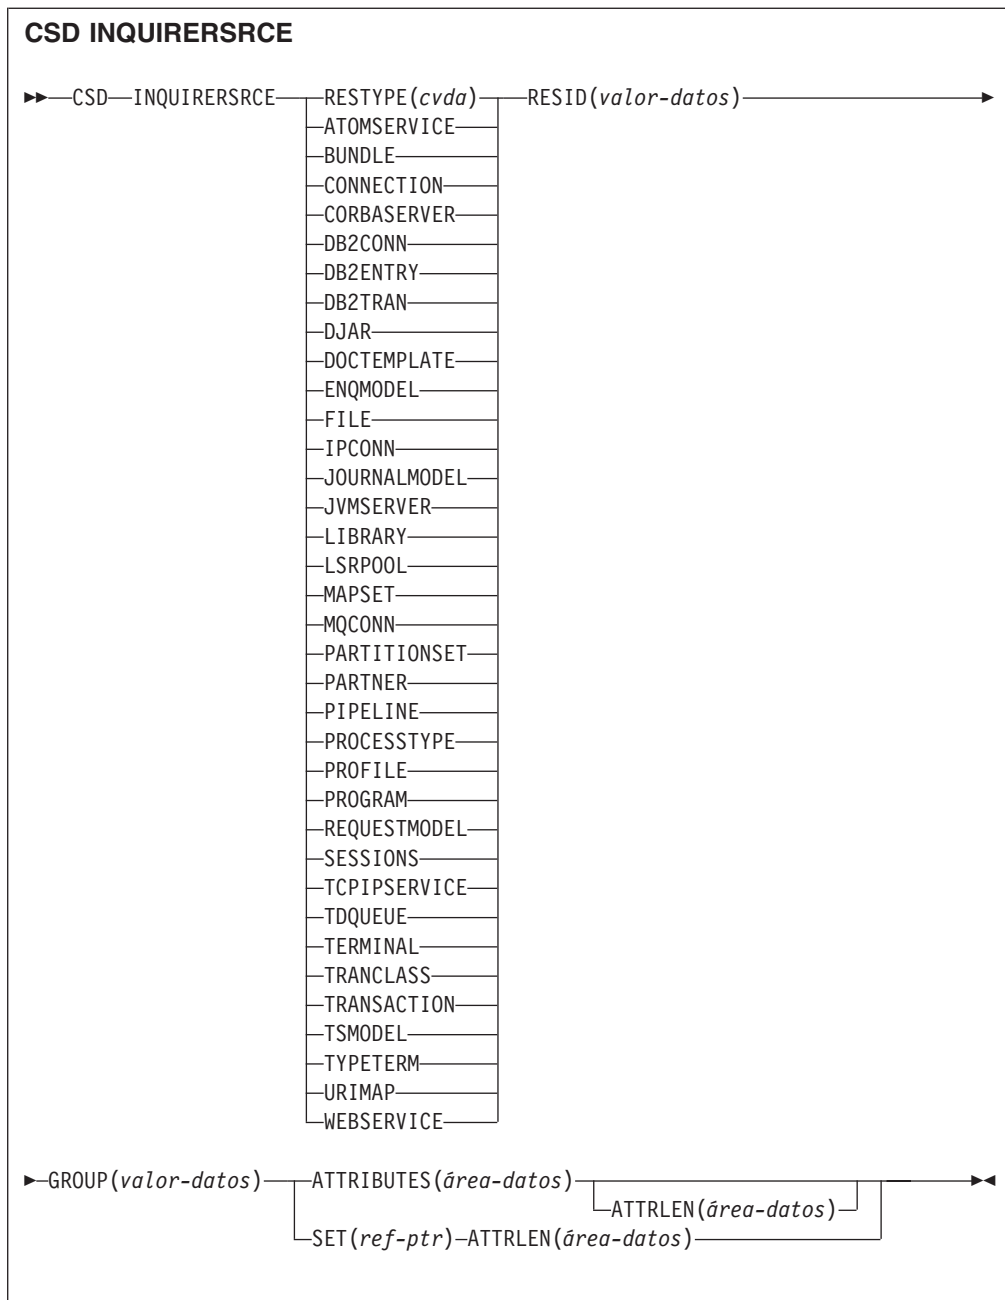 CSD INQUIRERSRCE
CSD INQUIRERSRCE RESTYPE(cvda) RESID(valor-datos)
ATOMSERVICE
BUNDLE
CONNECTION
CORBASERVER
DB2CONN
DB2ENTRY
DB2TRAN
DJAR
DOCTEMPLATE
ENQMODEL
FILE
IPCONN
JOURNALMODEL
JVMSERVER
LIBRARY
LSRPOOL
MAPSET
MQCONN
PARTITIONSET
PARTNER
PIPELINE
PROCESSTYPE
PROFILE
PROGRAM
REQUESTMODEL
SESSIONS
TCPIPSERVICE
TDQUEUE
TERMINAL
TRANCLASS
TRANSACTION
TSMODEL
TYPETERM
URIMAP
WEBSERVICE
GROUP(valor-datos) ATTRIBUTES(área-datos)
ATTRLEN(área-datos)
SET(ref-ptr) ATTRLEN(área-datos)